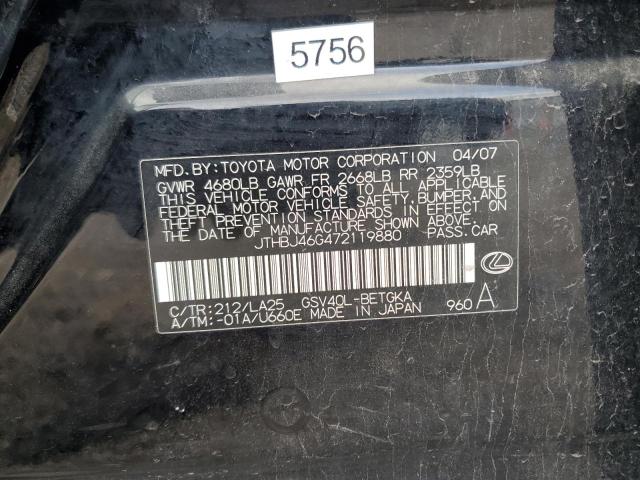 5756
MFD. BY: TOYOTA MOTOR CORPORATION 04/07
GVWR 4680LB GAWR FR 2668LB RR 2359LB
THIS VEHICLE CONFORMS TO ALL APPLICABLE
FEDERAL MOTOR VEHICLE SAFETY, BUMPER, AND
THEFT PREVENTION STANDARDS IN EFFECT ON
THE DATE OF MANUFACTURE SHOWN ABOVE.
JTHBJ46G472119880 PASS. CAR
C/TR: 212/LA25 GSV40L-BETGKA
A/TM: -01A/U660E MADE IN JAPAN 960 A